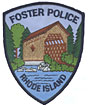 FOSTER POLICE
RHODE ISLAND